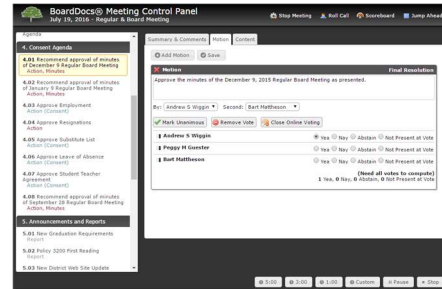 BoardDocs® Meeting Control Panel
July 19, 2016 - Regular & Board Meeting
Stop Meeting Roll Call Scoreboard Jump Ahead
Agenda
4. Consent Agenda
4.01 Recommend approval of minutes
of December 9 Regular Board Meeting
Action, Minutes
4.02 Recommend approval of minutes
of January 9 Regular Board Meeting
Action, Minutes
4.03 Approve Employment
Action (Consent)
4.04 Approve Resignations
Action
4.05 Approve Substitute List
Action (Consent)
4.06 Approve Leave of Absence
Action (Consent)
4.07 Approve Student Teacher
Agreement
Action (Consent)
4.08 Recommend approval of minutes
of September 28 Regular Board Meeting
Action, Minutes
5. Announcements and Reports
5.01 New Graduation Requirements
Report
5.02 Policy 3200 First Reading
Report
5.03 New District Web Site Update
Summary & Comments Motion Content
Add Motion Save
Motion Final Resolution
Approve the minutes of the December 9, 2015 Regular Board Meeting as presented.
By: Andrew S Wiggin Second: Bart Mattheson
Mark Unanimous Remove Vote Close Online Voting
Andrew S Wiggin Yea Nay Abstain Not Present at Vote
Peggy M Guester Yea Nay Abstain Not Present at Vote
Bart Mattheson Yea Nay Abstain Not Present at Vote
(Need all votes to compute)
1 Yea, 0 Nay, 0 Abstain, 0 Not Present at Vote
5:00 3:00 1:00 Custom Pause Stop